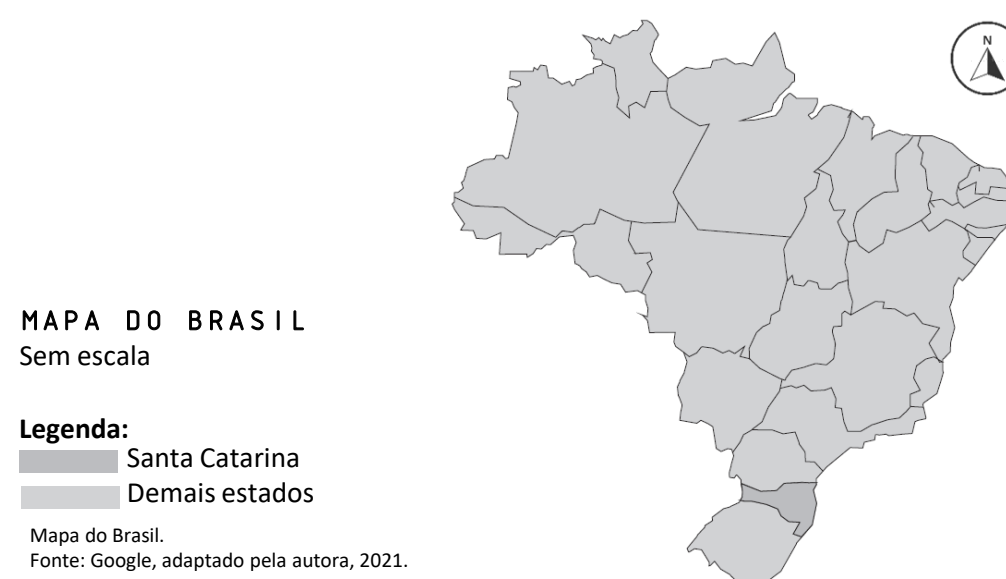 N
MAPA DO BRASIL
Sem escala
Legenda:
Santa Catarina
Demais estados
Mapa do Brasil.
Fonte: Google, adaptado pela autora, 2021.